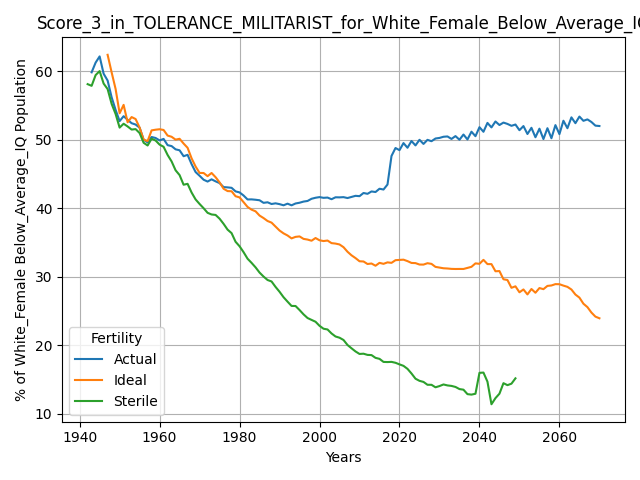 Score_3_in_TOLERANCE_MILITARIST_for_White_Female_Below_Average_IQ
% of White_Female Below_Average_IQ Population
60
50
40
30
20
10
Fertility
Actual
Ideal
Sterile
1940 1960 1980 2000 2020 2040 2060
Years